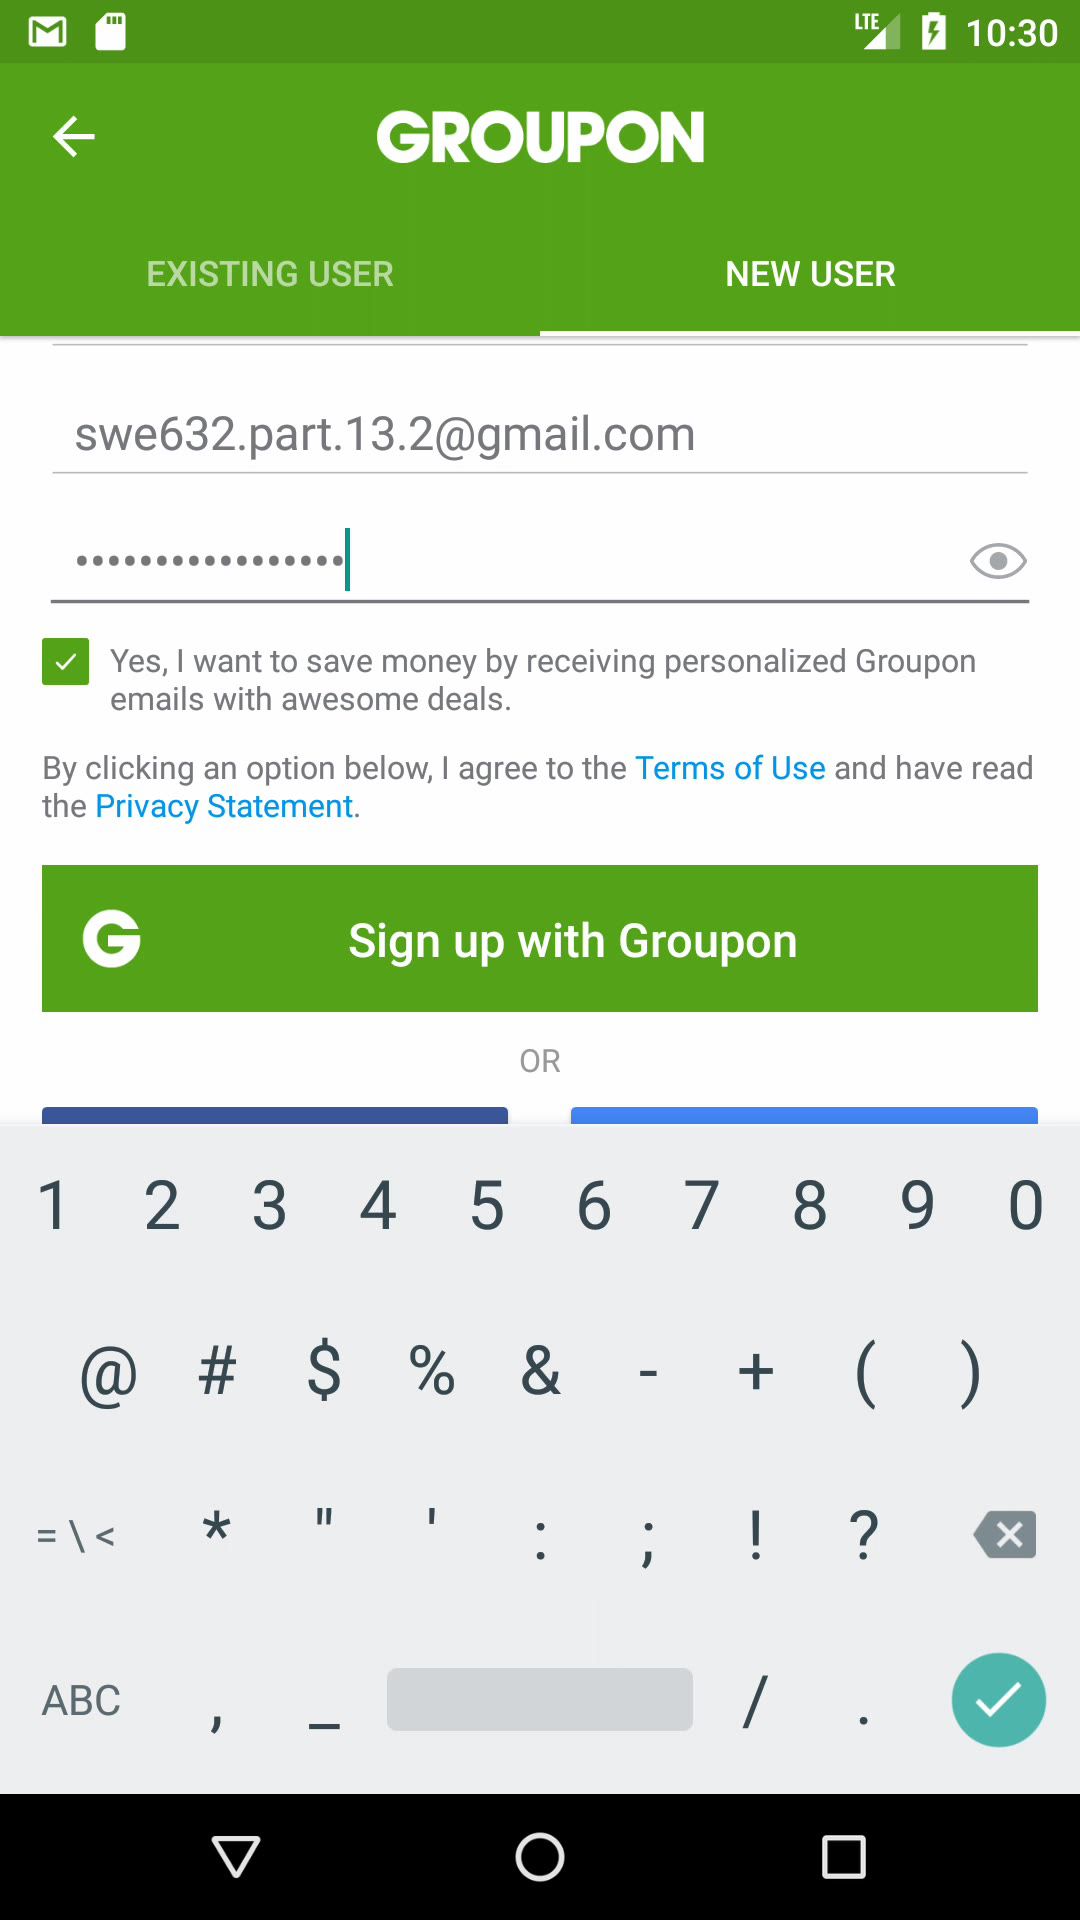 LTE 10:30
GROUPON
EXISTING USER NEW USER
swe632.part.13.2@gmail.com
•••••••••••••••••
Yes, I want to save money by receiving personalized Groupon
emails with awesome deals.
By clicking an option below, I agree to the Terms of Use and have read
the Privacy Statement.
G Sign up with Groupon
OR
1 2 3 4 5 6 7 8 9 0
@ # $ % & - + ( )
= \ < * " ' : ; ! ?
ABC , _ / .